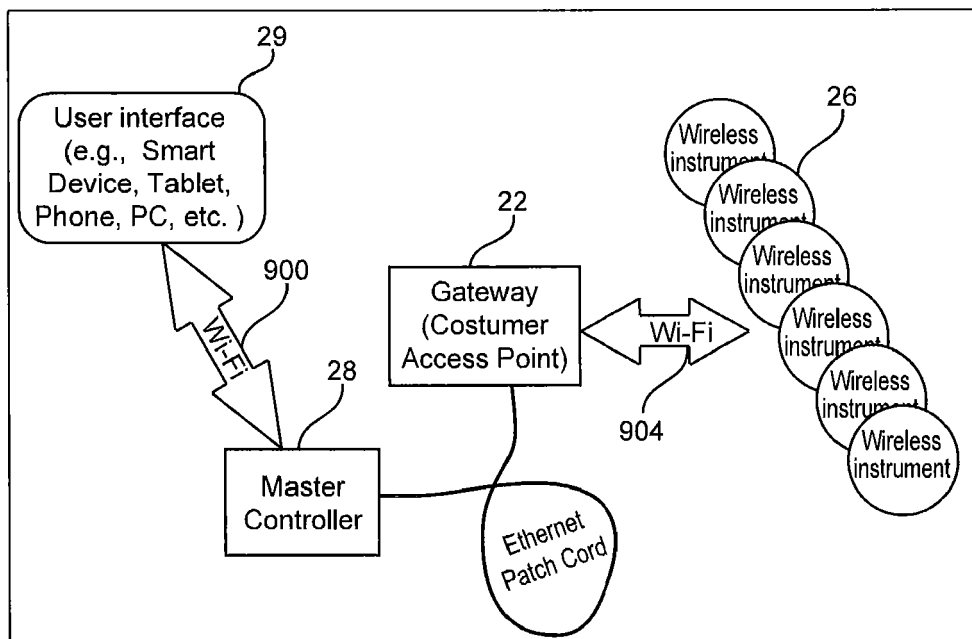 29
User interface
(e.g., Smart
Device, Tablet,
Phone, PC, etc. )
900
Wi-Fi
28
Master
Controller
22
Gateway
(Costumer
Access Point)
Wi-Fi
904
Ethernet
Patch Cord
26
Wireless
instrument
Wireless
instrument
Wireless
instrument
Wireless
instrument
Wireless
instrument
Wireless
instrument